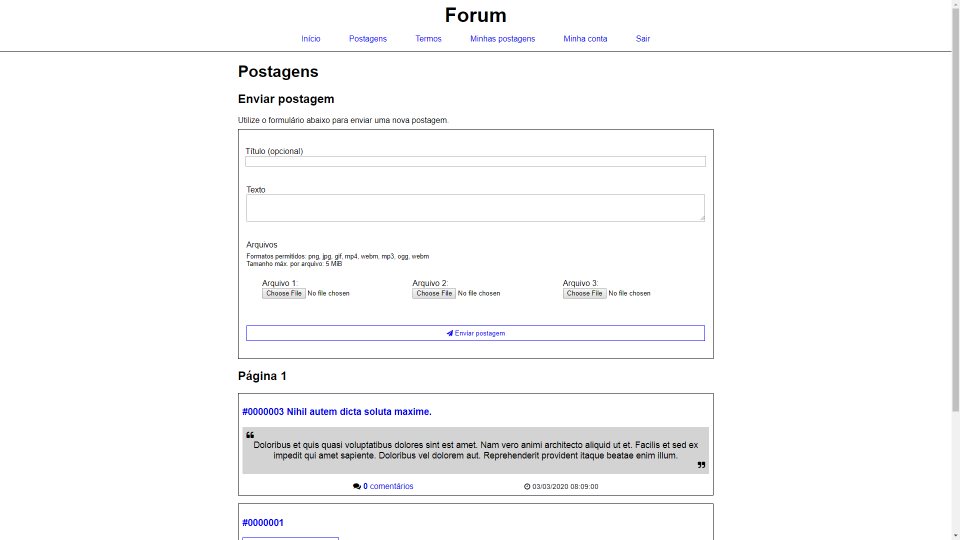 Forum
Início Postagens Termos Minhas postagens Minha conta Sair
Postagens
Enviar postagem
Utilize o formulário abaixo para enviar uma nova postagem.
Título (opcional)
Texto
Arquivos
Formatos permitidos: png, jpg, gif, mp4, webm, mp3, ogg, webm
Tamanho máx. por arquivo: 5 MiB
Arquivo 1: Arquivo 2: Arquivo 3:
Choose File No file chosen Choose File No file chosen Choose File No file chosen
Enviar postagem
Página 1
#0000003 Nihil autem dicta soluta maxime.
Doloribus et quis quasi voluptatibus dolores sint est amet. Nam vero animi architecto aliquid ut et. Facilis et sed ex
impedit qui amet sapiente. Doloribus vel dolorem aut. Reprehenderit provident itaque beatae enim illum.
0 comentários 03/03/2020 08:09:00
#0000001